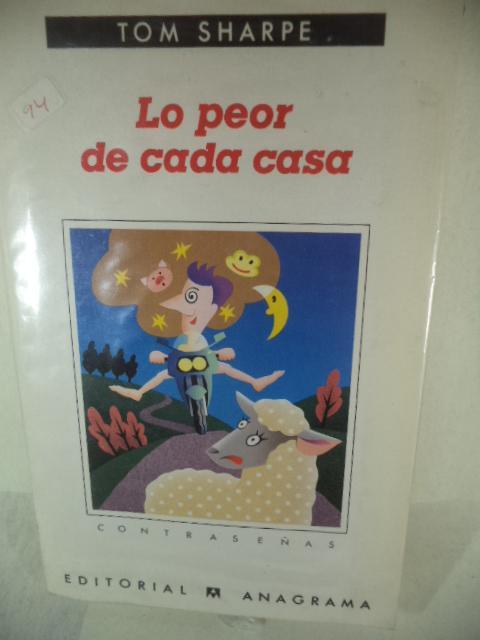 TOM SHARPE
94
Lo peor
de cada casa
CONTRASEÑAS
EDITORIAL ANAGRAMA